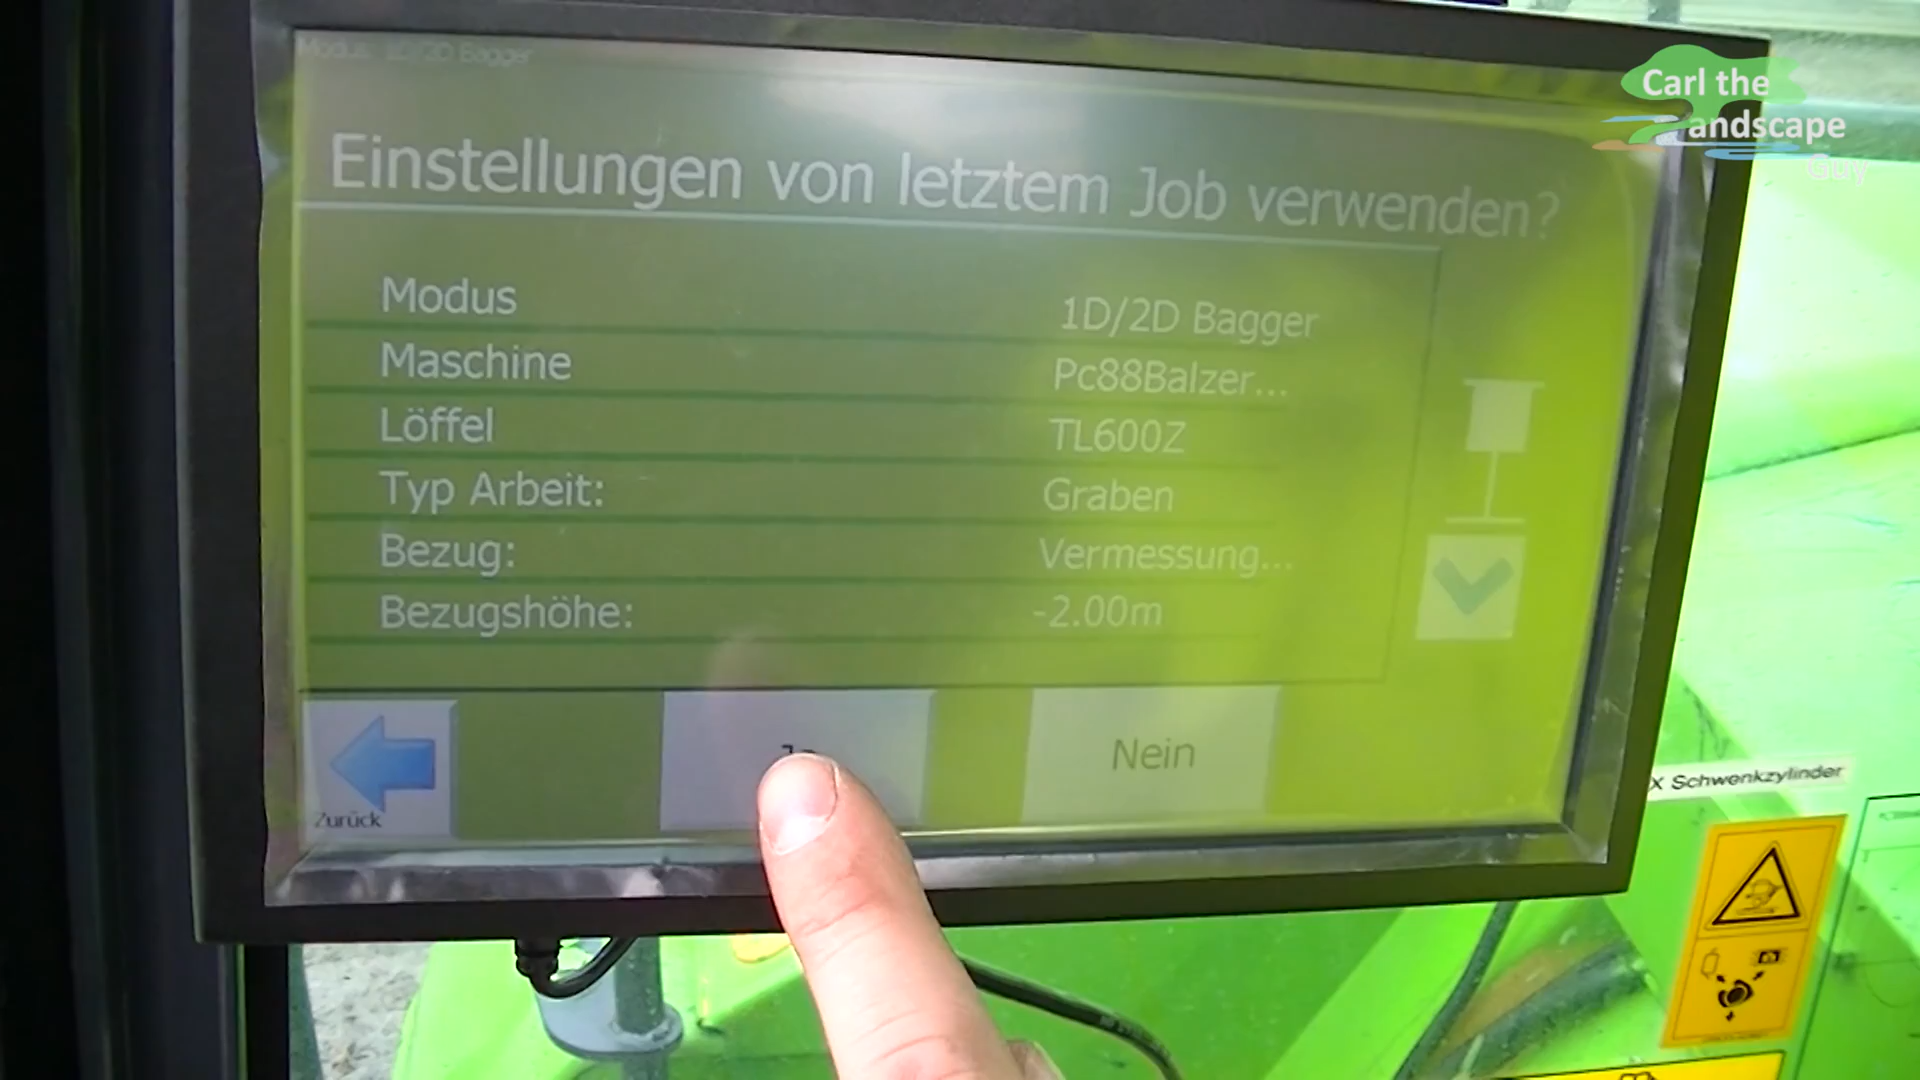 Modus: 1D/2D Bagger
Carl the
Landscape
Guy
Einstellungen von letztem Job verwenden?
Modus 1D/2D Bagger
Maschine Pc88Balzer...
Löffel TL600Z
Typ Arbeit: Graben
Bezug: Vermessung...
Bezugshöhe: -2.00m
Zurück
Nein
X Schwenkzylinder